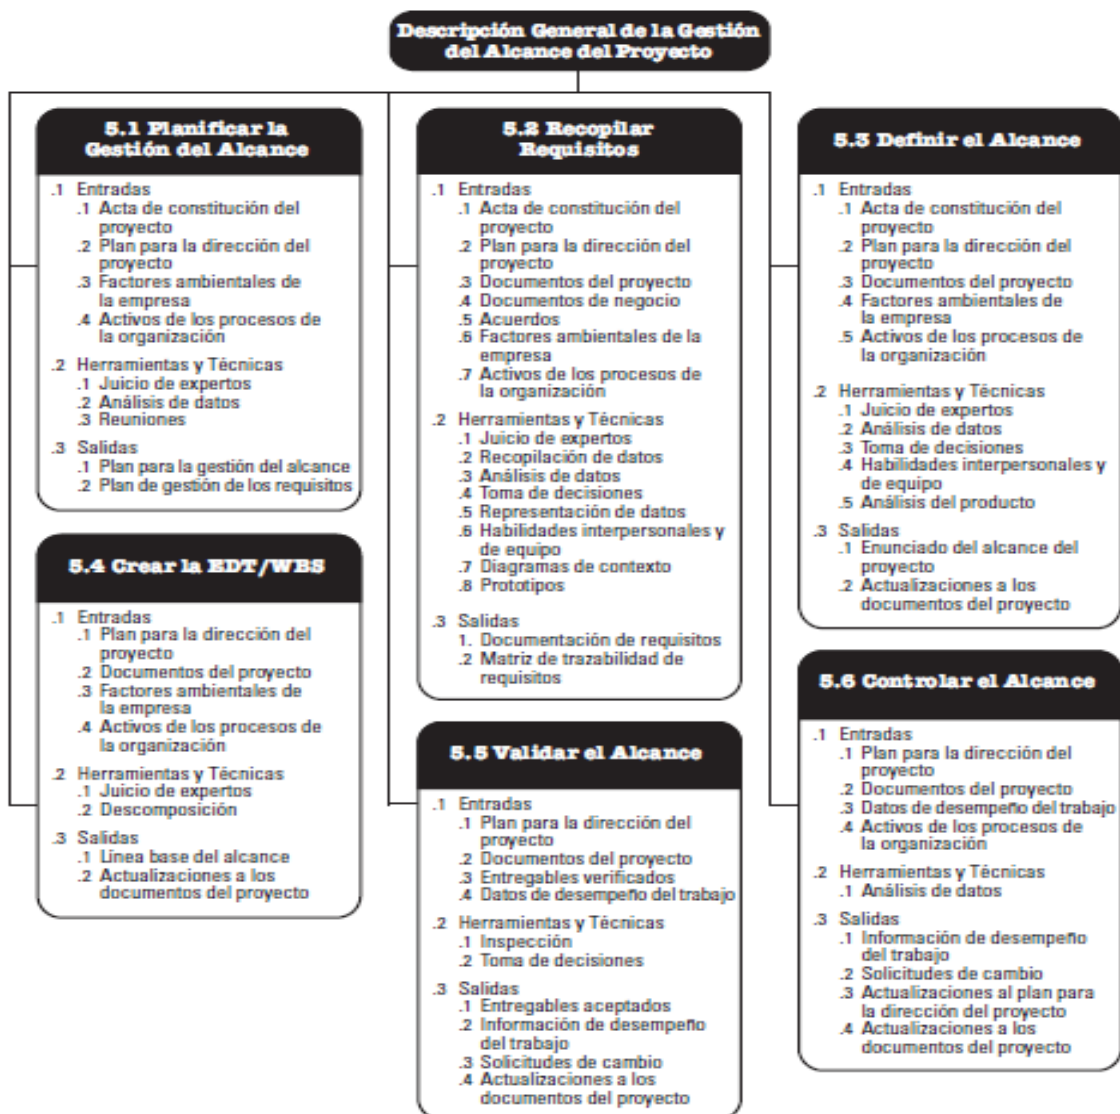 Descripción General de la Gestión
del Alcance del Proyecto
5.1 Planificar la
Gestión del Alcance
.1 Entradas
.1 Acta de constitución del
proyecto
.2 Plan para la dirección del
proyecto
.3 Factores ambientales de
la empresa
.4 Activos de los procesos de
la organización
.2 Herramientas y Técnicas
.1 Juicio de expertos
.2 Análisis de datos
.3 Reuniones
.3 Salidas
.1 Plan para la gestión del alcance
.2 Plan de gestión de los requisitos
5.2 Recopilar
Requisitos
.1 Entradas
.1 Acta de constitución del
proyecto
.2 Plan para la dirección del
proyecto
.3 Documentos del proyecto
.4 Documentos de negocio
.5 Acuerdos
.6 Factores ambientales de la
empresa
.7 Activos de los procesos de
la organización
.2 Herramientas y Técnicas
.1 Juicio de expertos
.2 Recopilación de datos
.3 Análisis de datos
.4 Toma de decisiones
.5 Representación de datos
.6 Habilidades interpersonales y
de equipo
.7 Diagramas de contexto
.8 Prototipos
.3 Salidas
1. Documentación de requisitos
.2 Matriz de trazabilidad de
requisitos
5.3 Definir el Alcance
.1 Entradas
.1 Acta de constitución del
proyecto
.2 Plan para la dirección del
proyecto
.3 Documentos del proyecto
.4 Factores ambientales de
la empresa
.5 Activos de los procesos de
la organización
.2 Herramientas y Técnicas
.1 Juicio de expertos
.2 Análisis de datos
.3 Toma de decisiones
.4 Habilidades interpersonales y
de equipo
.5 Análisis del producto
.3 Salidas
.1 Enunciado del alcance del
proyecto
.2 Actualizaciones a los
documentos del proyecto
5.4 Crear la EDT/WBS
.1 Entradas
.1 Plan para la dirección del
proyecto
.2 Documentos del proyecto
.3 Factores ambientales de
la empresa
.4 Activos de los procesos de
la organización
.2 Herramientas y Técnicas
.1 Juicio de expertos
.2 Descomposición
.3 Salidas
.1 Línea base del alcance
.2 Actualizaciones a los
documentos del proyecto
5.5 Validar el Alcance
.1 Entradas
.1 Plan para la dirección del
proyecto
.2 Documentos del proyecto
.3 Entregables verificados
.4 Datos de desempeño del trabajo
.2 Herramientas y Técnicas
.1 Inspección
.2 Toma de decisiones
.3 Salidas
.1 Entregables aceptados
.2 Información de desempeño
del trabajo
.3 Solicitudes de cambio
.4 Actualizaciones a los
documentos del proyecto
5.6 Controlar el Alcance
.1 Entradas
.1 Plan para la dirección del
proyecto
.2 Documentos del proyecto
.3 Datos de desempeño del trabajo
.4 Activos de los procesos de
la organización
.2 Herramientas y Técnicas
.1 Análisis de datos
.3 Salidas
.1 Información de desempeño
del trabajo
.2 Solicitudes de cambio
.3 Actualizaciones al plan para
la dirección del proyecto
.4 Actualizaciones a los
documentos del proyecto